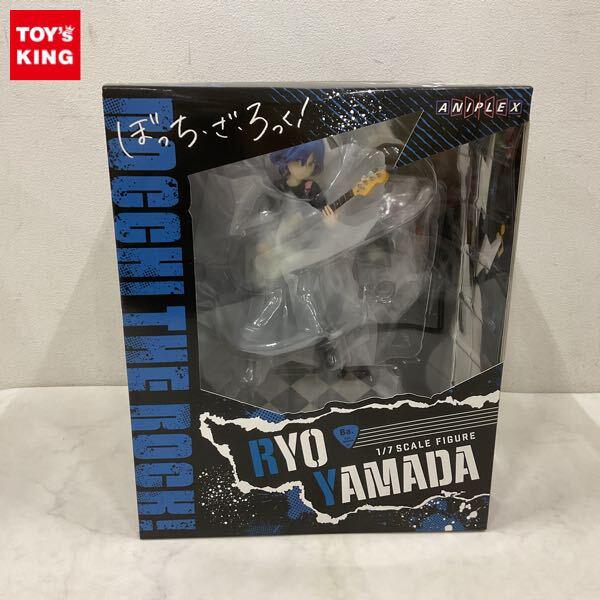 TOY'S
KING
ぼっち・ざ・ろっく!
ANIPLEX
BOCCHI THE ROCK!
Ba.
1/7 SCALE FIGURE
RYO
YAMADA